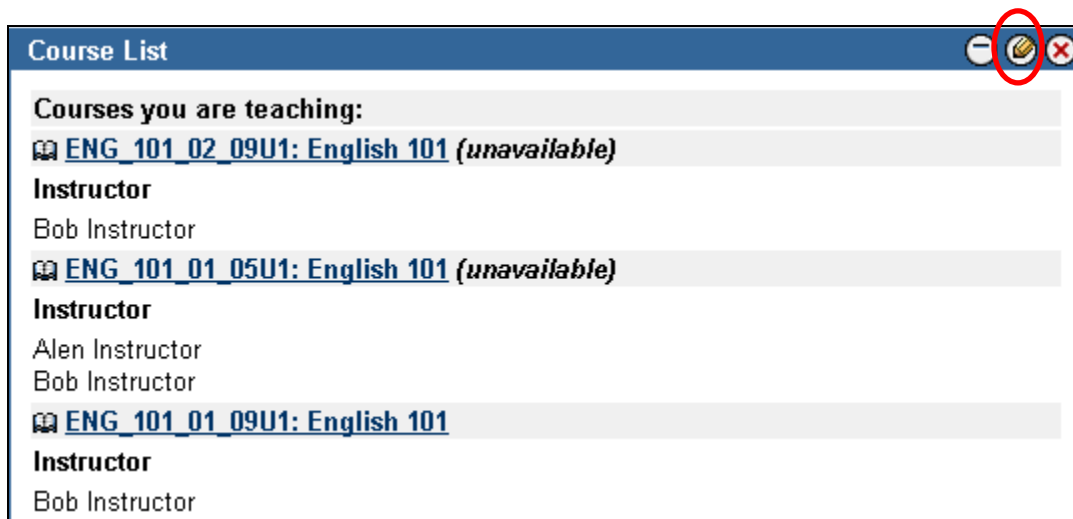 Course List
Courses you are teaching:
ENG_101_02_09U1: English 101 (unavailable)
Instructor
Bob Instructor
ENG_101_01_05U1: English 101 (unavailable)
Instructor
Alen Instructor
Bob Instructor
ENG_101_01_09U1: English 101
Instructor
Bob Instructor